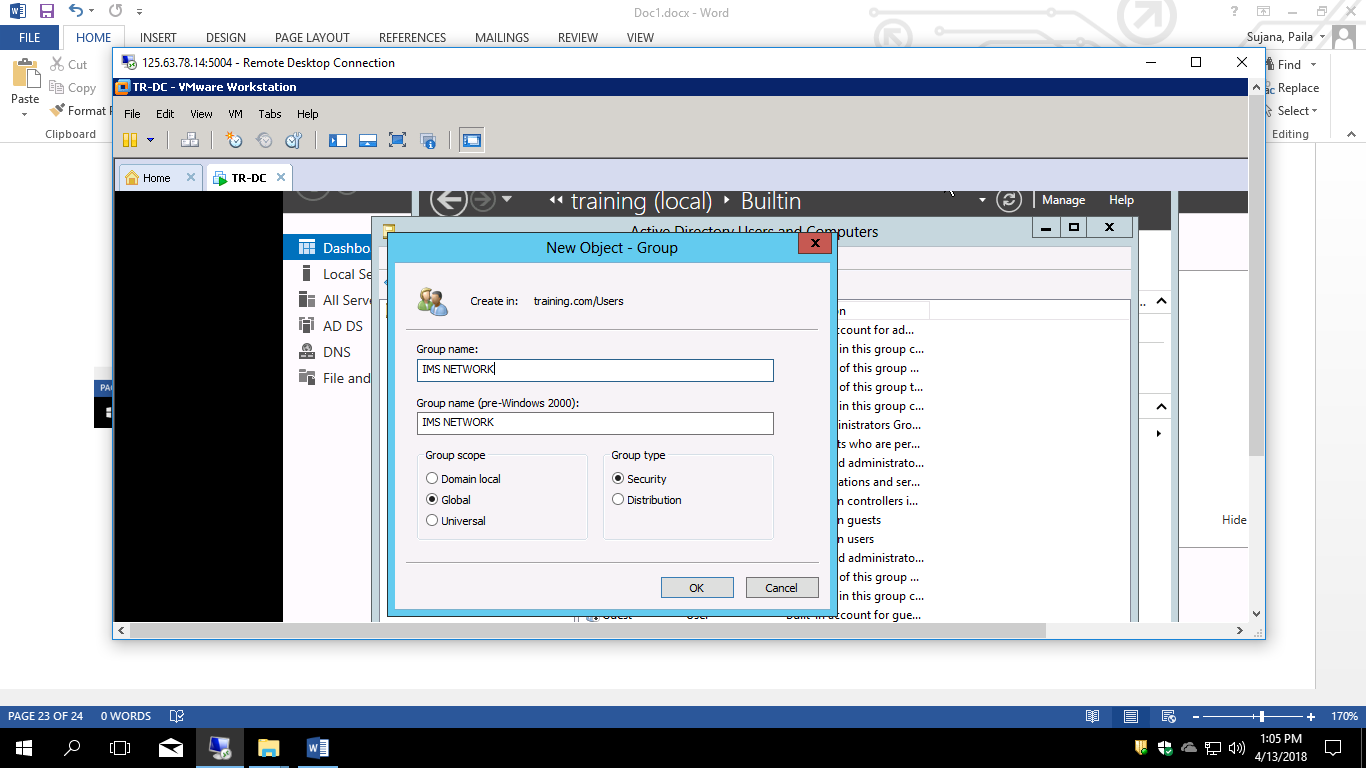 Doc1.docx - Word
FILE HOME INSERT DESIGN PAGE LAYOUT REFERENCES MAILINGS REVIEW VIEW Sujana, Paila
Cut
Copy
Format
Paste
Clipboard
Find
Replace
Select
Editing
125.63.78.14:5004 - Remote Desktop Connection
TR-DC - VMware Workstation
File Edit View VM Tabs Help
Home TR-DC
training (local) Builtin Manage Help
Active Directory Users and Computers
Dashbo
Local Se
All Serve
AD DS
DNS
File and
New Object - Group
Create in: training.com/Users
Group name:
IMS NETWORK
Group name (pre-Windows 2000):
IMS NETWORK
Group scope
Domain local
Global
Universal
Group type
Security
Distribution
OK Cancel
on
ccount for ad...
in this group c...
of this group ...
of this group t...
in this group c...
inistrators Gro...
ts who are per...
d administrato...
ations and ser...
n controllers i...
n guests
n users
d administrato...
of this group ...
in this group c...
Guest User Built-in account for gue...
Hide
PAGE 23 OF 24 0 WORDS 170%
1:05 PM
4/13/2018